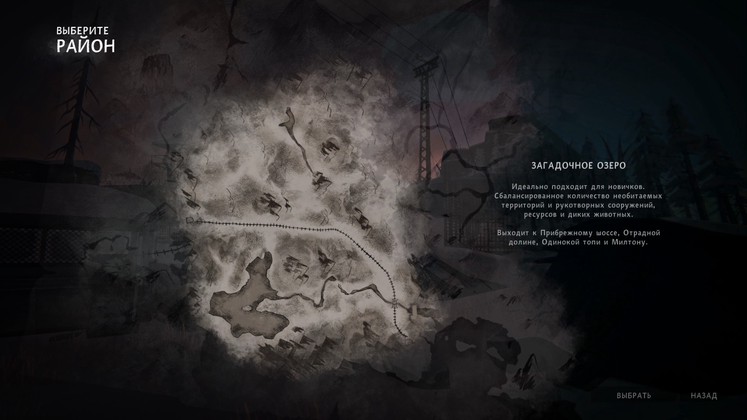 ВЫБЕРИТЕ
РАЙОН
ЗАГАДОЧНОЕ ОЗЕРО
Идеально подходит для новичков.
Сбалансированное количество необитаемых
территорий и рукотворных сооружений,
ресурсов и диких животных.
Выходит к Прибрежному шоссе, Отрадной
долине, Одинокой топи и Милтону.
ВЫБРАТЬ
НАЗАД